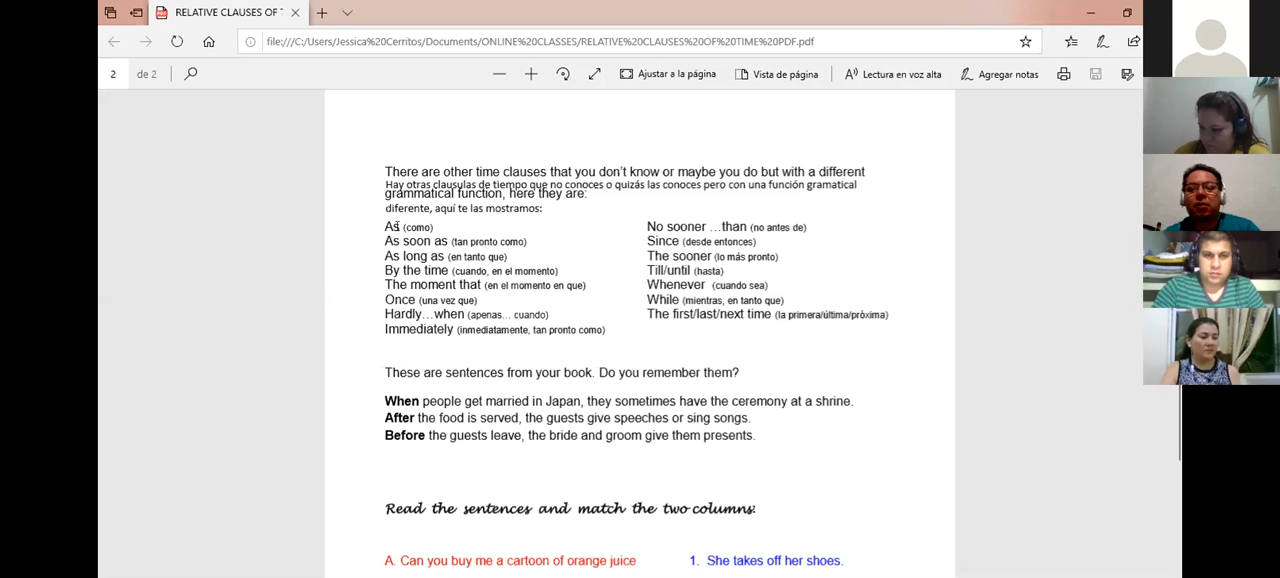 RELATIVE CLAUSES OF T
file:///C:/Users/Jessica%20Cerritos/Documents/ONLINE%20CLASSES/RELATIVE%20CLAUSES%20OF%20TIME%20PDF.pdf
2 de 2
Ajustar a la página
Vista de página
Lectura en voz alta
Agregar notas
There are other time clauses that you don't know or maybe you do but with a different
Hay otras clausulas de tiempo que no conoces o quizás las conoces pero con una función gramatical
grammatical function, here they are:
diferente, aquí te las mostramos:
As (como)
As soon as (tan pronto como)
As long as (en tanto que)
By the time (cuando, en el momento)
The moment that (en el momento en que)
Once (una vez que)
Hardly…when (apenas… cuando)
Immediately (inmediatamente, tan pronto como)
No sooner …than (no antes de)
Since (desde entonces)
The sooner (lo más pronto)
Till/until (hasta)
Whenever (cuando sea)
While (mientras, en tanto que)
The first/last/next time (la primera/última/próxima)
These are sentences from your book. Do you remember them?
When people get married in Japan, they sometimes have the ceremony at a shrine.
After the food is served, the guests give speeches or sing songs.
Before the guests leave, the bride and groom give them presents.
Read the sentences and match the two columns:
A. Can you buy me a cartoon of orange juice
1. She takes off her shoes.